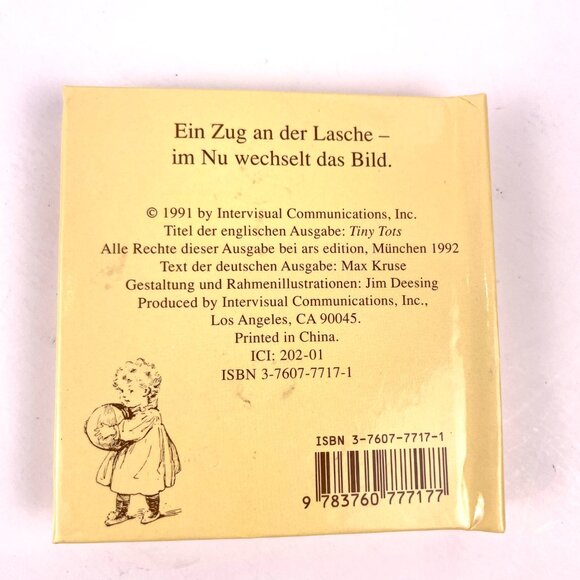 Ein Zug an der Lasche –
im Nu wechselt das Bild.
© 1991 by Intervisual Communications, Inc.
Titel der englischen Ausgabe: Tiny Tots
Alle Rechte dieser Ausgabe bei ars edition, München 1992
Text der deutschen Ausgabe: Max Kruse
Gestaltung und Rahmenillustrationen: Jim Deesing
Produced by Intervisual Communications, Inc.,
Los Angeles, CA 90045.
Printed in China.
ICI: 202-01
ISBN 3-7607-7717-1
ISBN 3-7607-7717-1
9 783760 777177